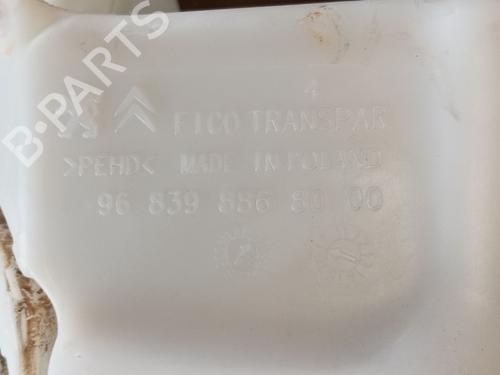 B-PARTS
4
FICO TRANSPAR
>PEHD< MADE IN POLAND
96 839 886 80 00